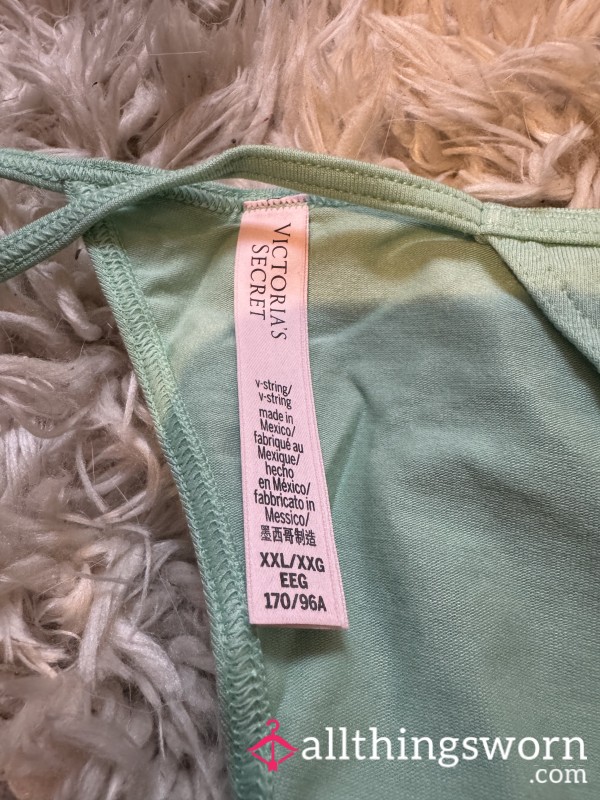 VICTORIA'S
SECRET
v-string/
v-string
made in
Mexico/
fabriqué au
Mexique/
hecho
en México/
fabbricato in
Messico/
墨西哥制造
XXL/XXG
EEG
170/96A
allthingsworn
.com